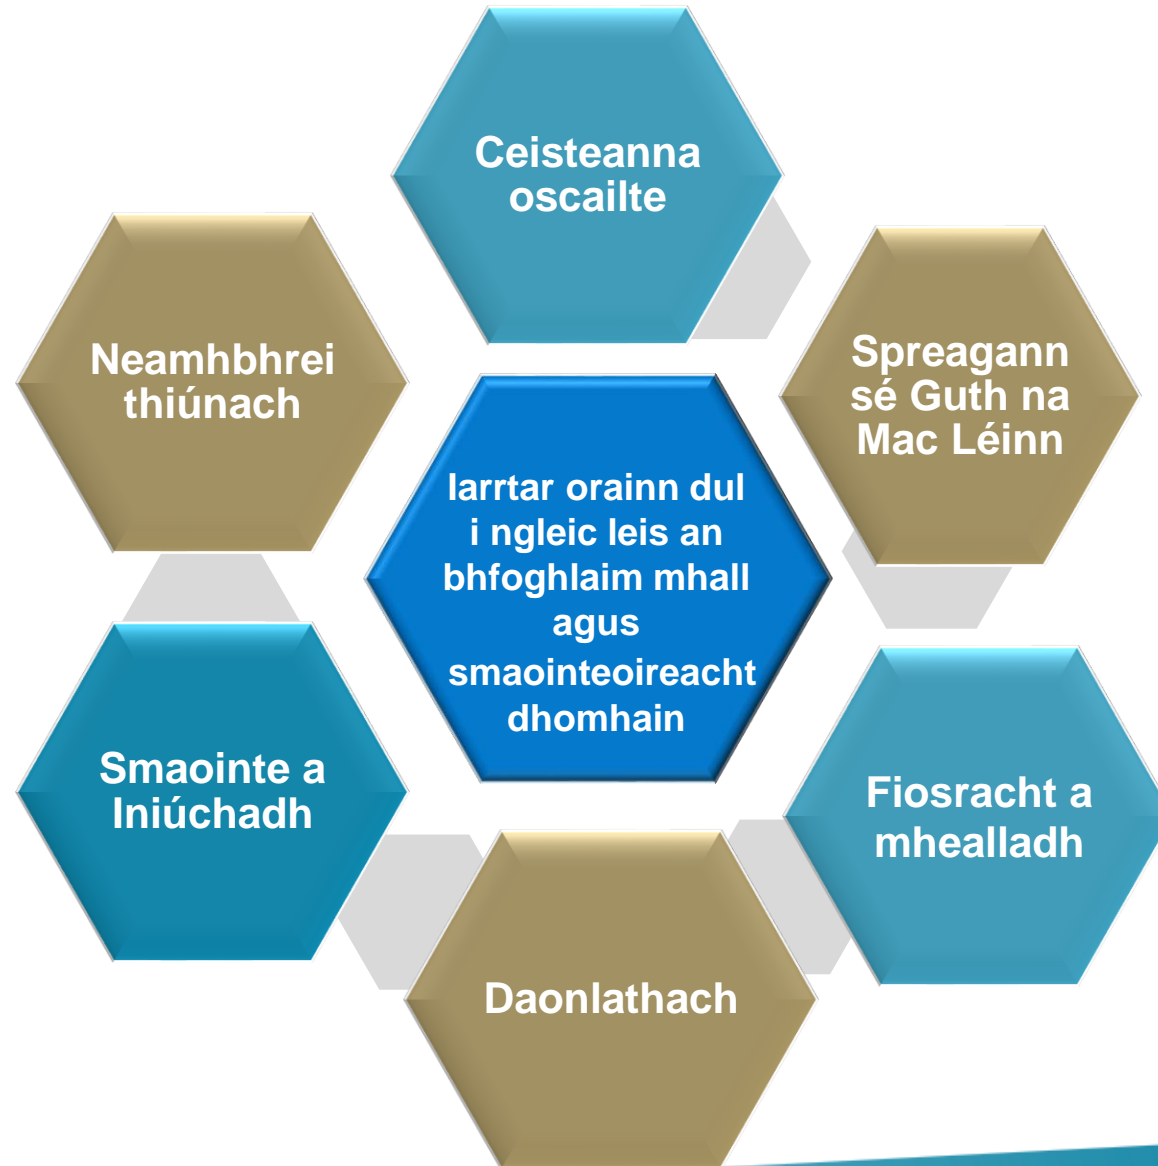 Ceisteanna
oscailte
Neamhbhrei
thiúnach
Spreagann
sé Guth na
Mac Léinn
Iarrtar orainn dul
i ngleic leis an
bhfoghlaim mhall
agus
smaointeoireacht
dhomhain
Smaointe a
Iniúchadh
Fiosracht a
mhealladh
Daonlathach